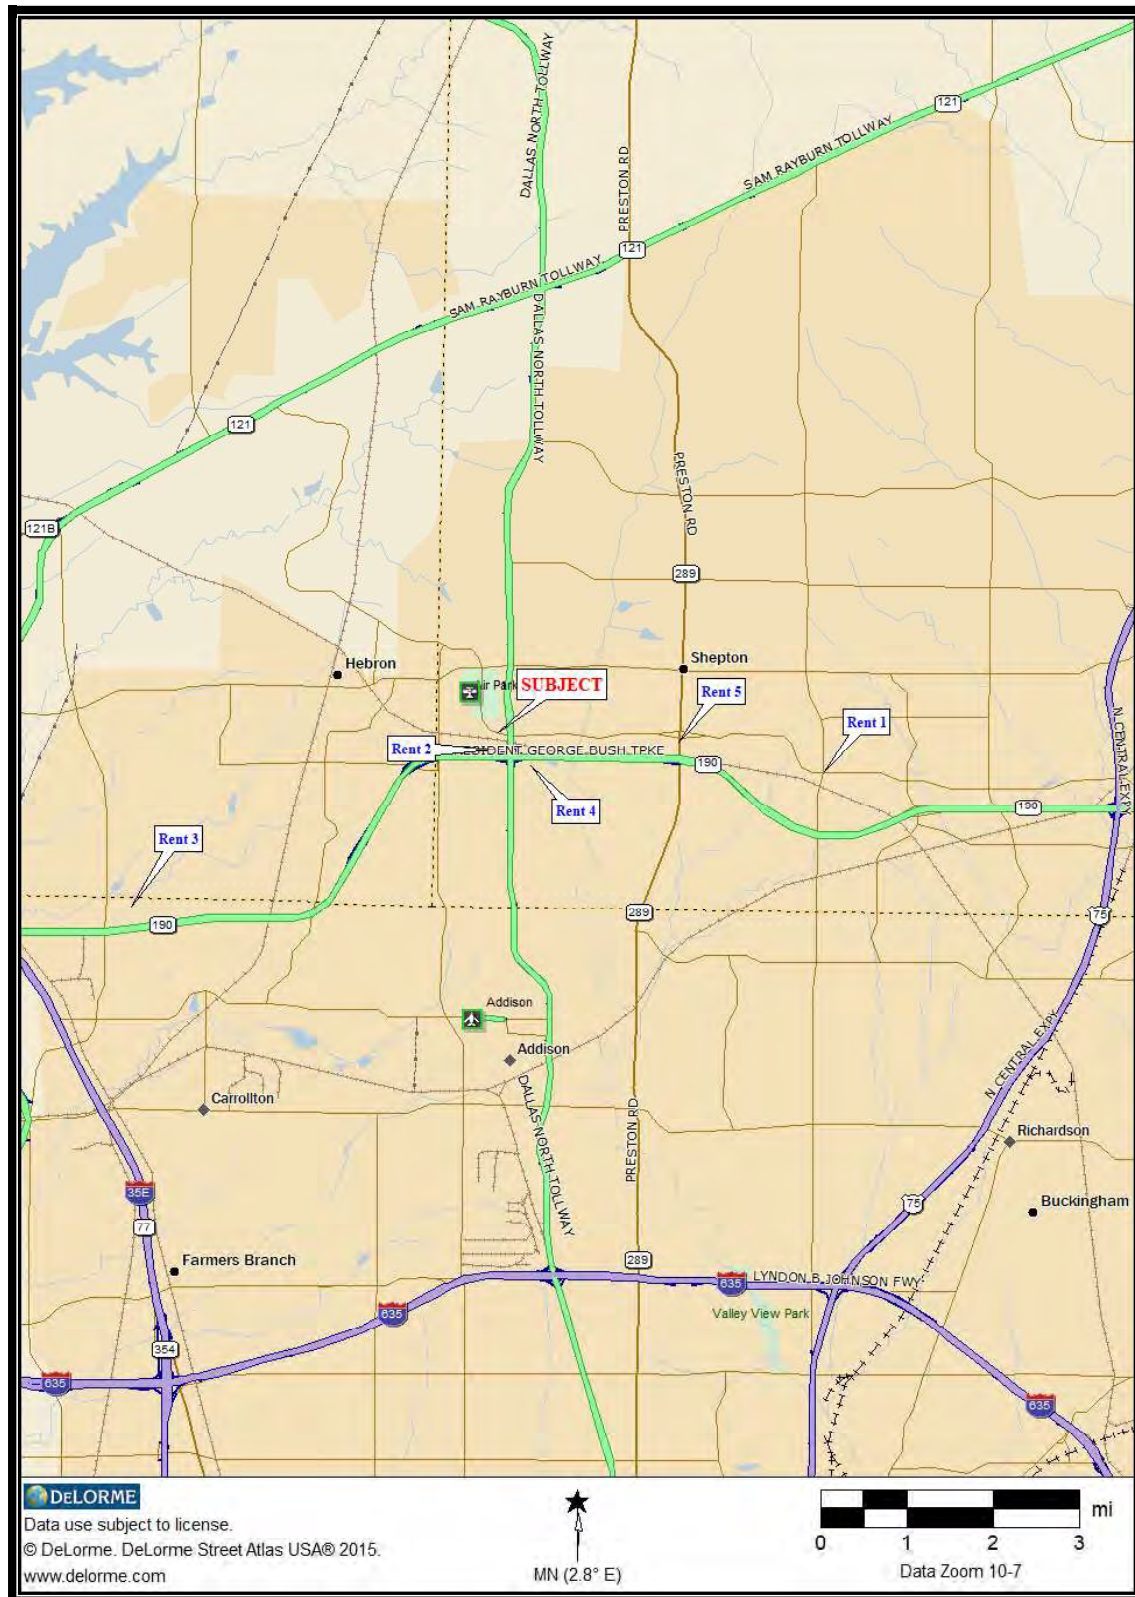 DALLAS NORTH TOLLWAY
PRESTON RD
121
SAM RAYBURN TOLLWAY
121
SAM RAYBURN TOLLWAY
DALLAS NORTH TOLLWAY
121
PRESTON RD
121B
289
Hebron
Shepton
Air Park
SUBJECT
Rent 5
Rent 1
Rent 2
RESIDENT GEORGE BUSH TPKE
190
N CENTRAL EXPY
Rent 4
190
Rent 3
190
289
75
Addison
Addison
N CENTRAL EXPY
Carrollton
DALLAS NORTH TOLLWAY
PRESTON RD
Richardson
35E
75
Buckingham
77
Farmers Branch
289
635
LYNDON B JOHNSON FWY
635
Valley View Park
354
635
635
DELORME
Data use subject to license.
© DeLorme. DeLorme Street Atlas USA® 2015.
www.delorme.com
MN (2.8° E)
mi
0 1 2 3
Data Zoom 10-7